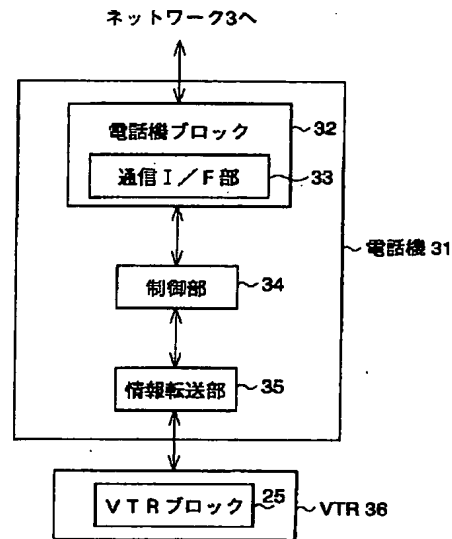 ネットワーク3へ
電話機ブロック
32
通信I/F部
33
電話機 31
制御部
34
情報転送部
35
VTRブロック
25
VTR 36